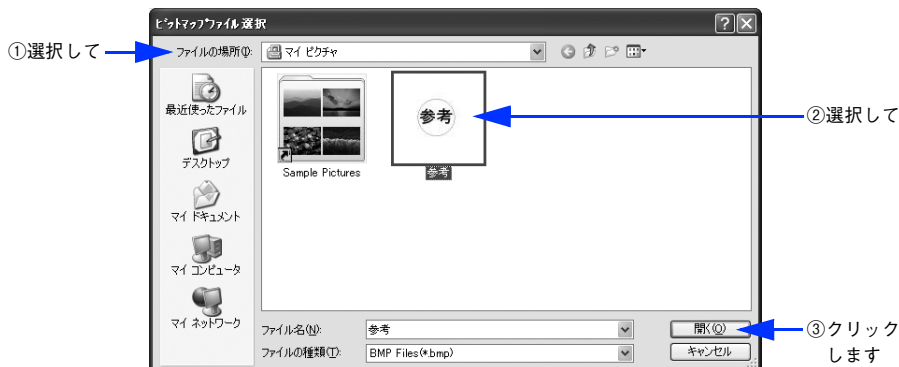 ﾋﾞｯﾄﾏｯﾌﾟﾌｧｲﾙ選択
①選択して
ファイルの場所(I):
マイ ピクチャ
最近使ったファイル
デスクトップ
マイ ドキュメント
マイ コンピュータ
マイ ネットワーク
Sample Pictures
参考
参考
②選択して
ファイル名(N):
参考
開く(O)
③クリック
します
ファイルの種類(T):
BMP Files(*.bmp)
キャンセル